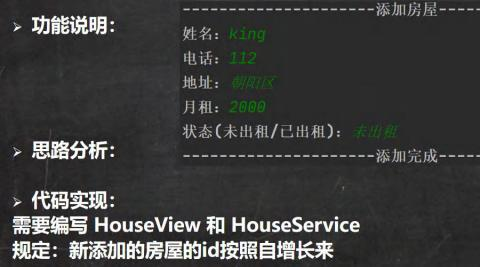 ➢ 功能说明：
----------------------添加房屋-----
姓名：king
电话：112
地址：朝阳区
月租：2000
状态(未出租/已出租)：未出租
----------------------添加完成-----
➢ 思路分析：
➢ 代码实现：
需要编写 HouseView 和 HouseService
规定：新添加的房屋的id按照自增长来